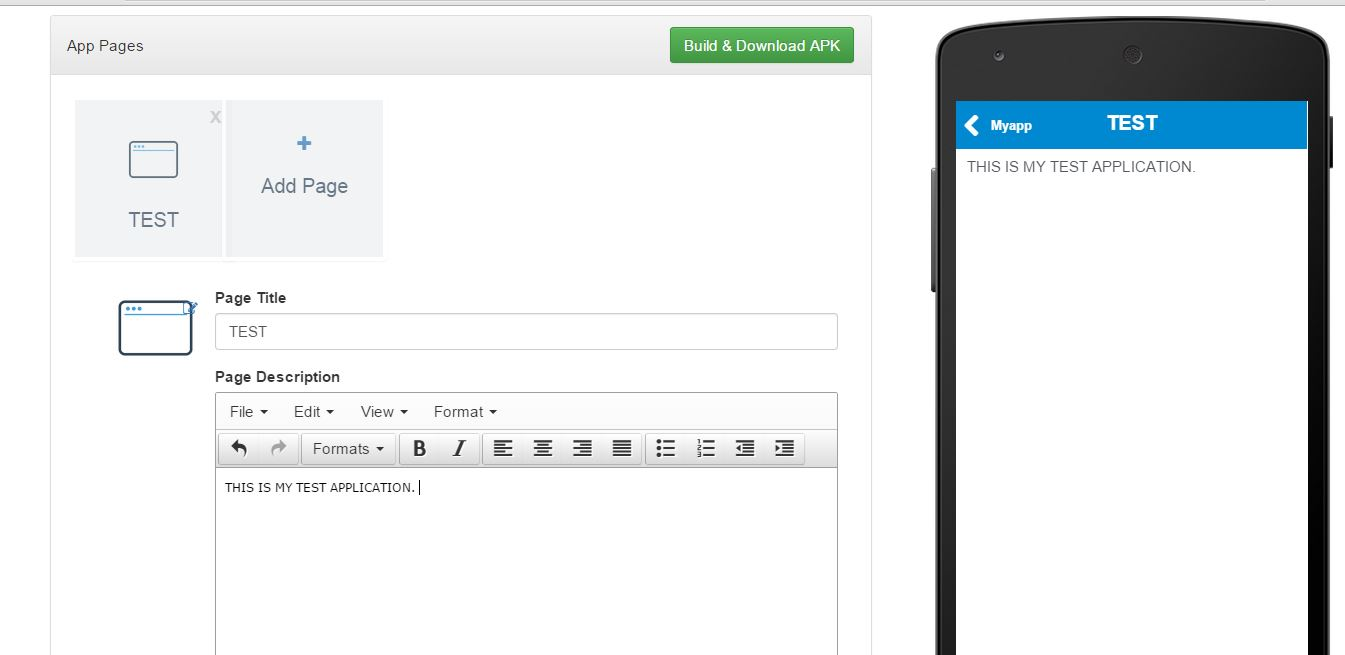 App Pages
Build & Download APK
x
TEST
+
Add Page
Page Title
TEST
Page Description
File Edit View Format
Formats B I
THIS IS MY TEST APPLICATION.
Myapp TEST
THIS IS MY TEST APPLICATION.